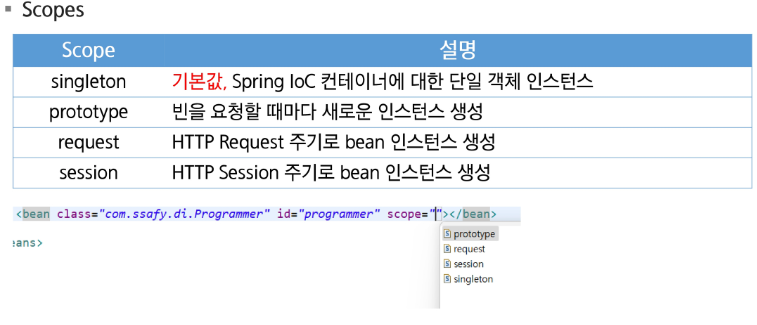 ▪ Scopes
Scope 설명
singleton 기본값, Spring IoC 컨테이너에 대한 단일 객체 인스턴스
prototype 빈을 요청할 때마다 새로운 인스턴스 생성
request HTTP Request 주기로 bean 인스턴스 생성
session HTTP Session 주기로 bean 인스턴스 생성
<bean class="com.ssafy.di.Programmer" id="programmer" scope=""></bean>
prototype
eans>
request
session
singleton